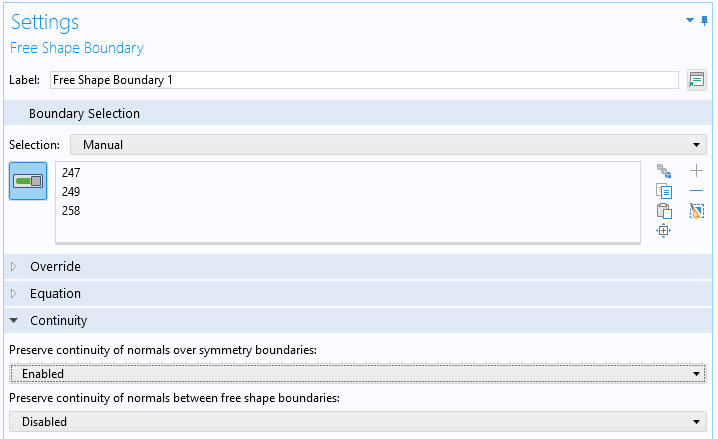 Settings
Free Shape Boundary
Label: Free Shape Boundary 1
Boundary Selection
Selection: Manual
247
249
258
Override
Equation
Continuity
Preserve continuity of normals over symmetry boundaries:
Enabled
Preserve continuity of normals between free shape boundaries:
Disabled